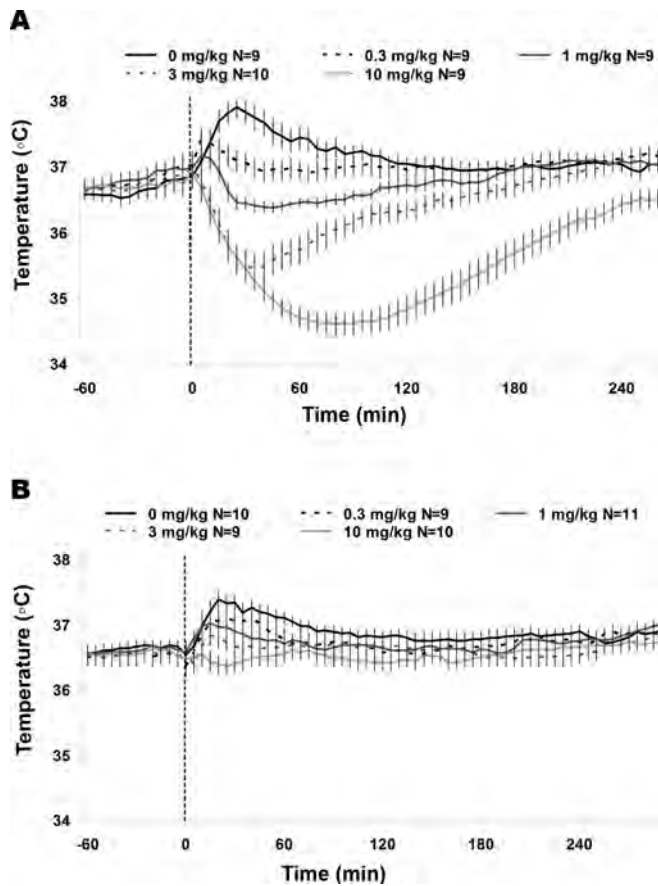 A
0 mg/kg N=9 0.3 mg/kg N=9 1 mg/kg N=9
3 mg/kg N=10 10 mg/kg N=9
Temperature (◦C)
38
37
36
35
34
-60 0 60 120 180 240
Time (min)
B
0 mg/kg N=10 0.3 mg/kg N=9 1 mg/kg N=11
3 mg/kg N=9 10 mg/kg N=10
Temperature (◦C)
38
37
36
35
34
-60 0 60 120 180 240
Time (min)